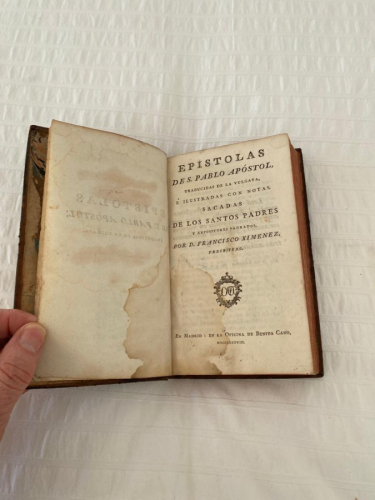 EPISTOLAS
DE S. PABLO APÓSTOL,
TRADUCIDAS DE LA VULGATA,
É ILUSTRADAS CON NOTAS
SACADAS
DE LOS SANTOS PADRES
Y EXPOSITORES SAGRADOS,
POR D. FRANCISCO XIMENEZ,
PRESBÍTERO.
EN MADRID: EN LA OFICINA DE BENITO CANO,